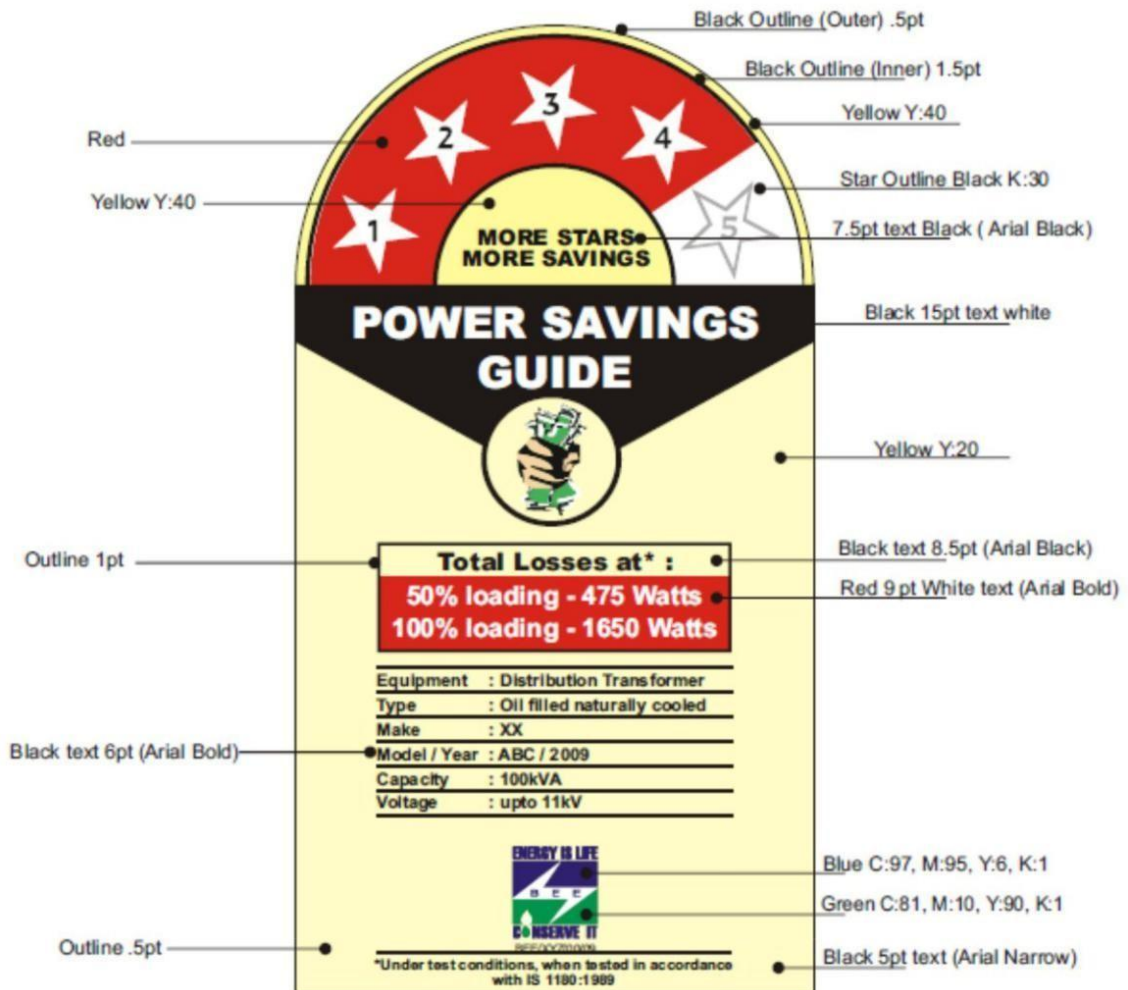 Black Outline (Outer) .5pt
Black Outline (Inner) 1.5pt
Yellow Y:40
Red
Star Outline Black K:30
Yellow Y:40
7.5pt text Black ( Arial Black)
1
2
3
4
5
MORE STARS
MORE SAVINGS
Black 15pt text white
POWER SAVINGS
GUIDE
Yellow Y:20
Outline 1pt
Total Losses at* :
Black text 8.5pt (Arial Black)
50% loading - 475 Watts
Red 9 pt White text (Arial Bold)
100% loading - 1650 Watts
Equipment : Distribution Transformer
Type : Oil filled naturally cooled
Make : XX
Black text 6pt (Arial Bold)
Model / Year : ABC / 2009
Capacity : 100kVA
Voltage : upto 11kV
ENERGY IS LIFE
BEE
CONSERVE IT
Blue C:97, M:95, Y:6, K:1
Green C:81, M:10, Y:90, K:1
Outline .5pt
Black 5pt text (Arial Narrow)
*Under test conditions, when tested in accordance
with IS 1180:1989